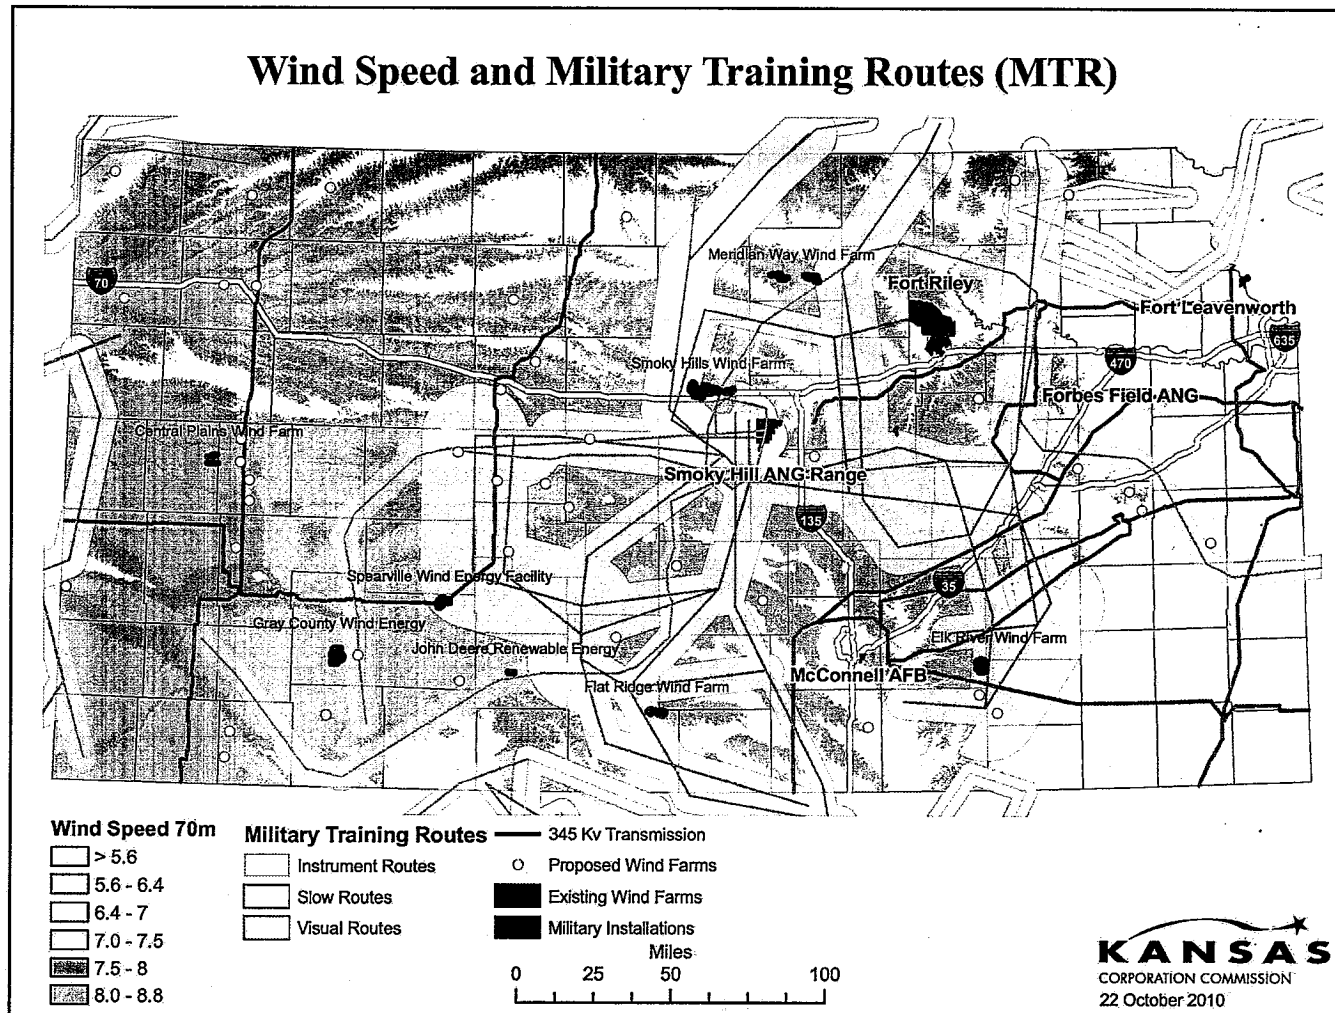 Wind Speed and Military Training Routes (MTR)
Meridian Way Wind Farm
70
Fort Riley
Fort Leavenworth
635
Smoky Hills Wind Farm
470
Forbes Field ANG
Central Plains Wind Farm
Smoky Hill ANG Range
135
Spearville Wind Energy Facility
35
Gray County Wind Energy
Elk River Wind Farm
John Deere Renewable Energy
McConnell AFB
Flat Ridge Wind Farm
Wind Speed 70m
> 5.6
5.6 - 6.4
6.4 - 7
7.0 - 7.5
7.5 - 8
8.0 - 8.8
Military Training Routes
Instrument Routes
Slow Routes
Visual Routes
345 Kv Transmission
Proposed Wind Farms
Existing Wind Farms
Military Installations
Miles
0 25 50 100
KANSAS
CORPORATION COMMISSION
22 October 2010